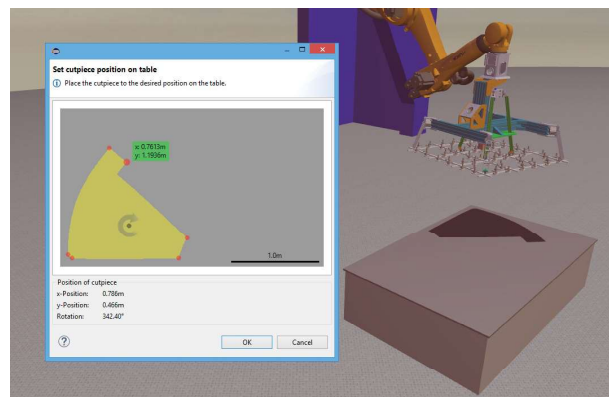 Set cutpiece position on table
Place the cutpiece to the desired position on the table.
x: 0.7613m
y: 1.1936m
1.0m
Position of cutpiece
x-Position: 0.786m
y-Position: 0.466m
Rotation: 342.40°
OK Cancel